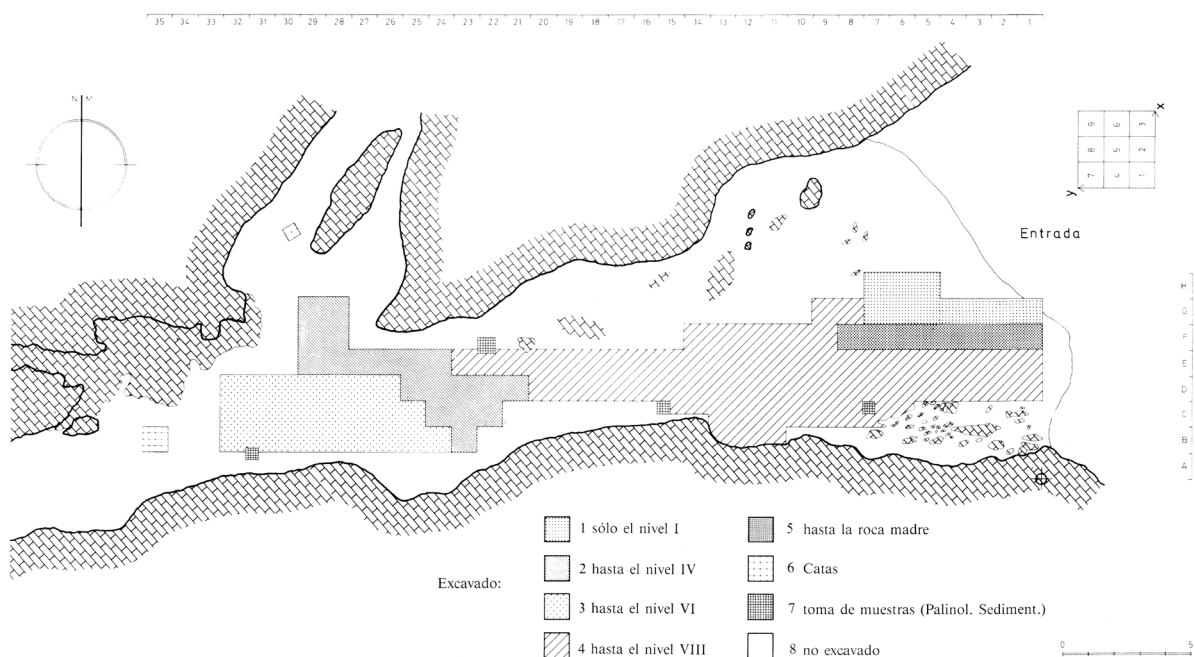 35 34 33 32 31 30 29 28 27 26 25 24 23 22 21 20 19 18 17 16 15 14 13 12 11 10 9 8 7 6 5 4 3 2 1
N M
x
9 6 3
8 5 2
7 4 1
y
Entrada
H
G
F
E
D
C
B
A
Excavado:
1 sólo el nivel I
2 hasta el nivel IV
3 hasta el nivel VI
4 hasta el nivel VIII
5 hasta la roca madre
6 Catas
7 toma de muestras (Palinol. Sediment.)
8 no excavado
0 5